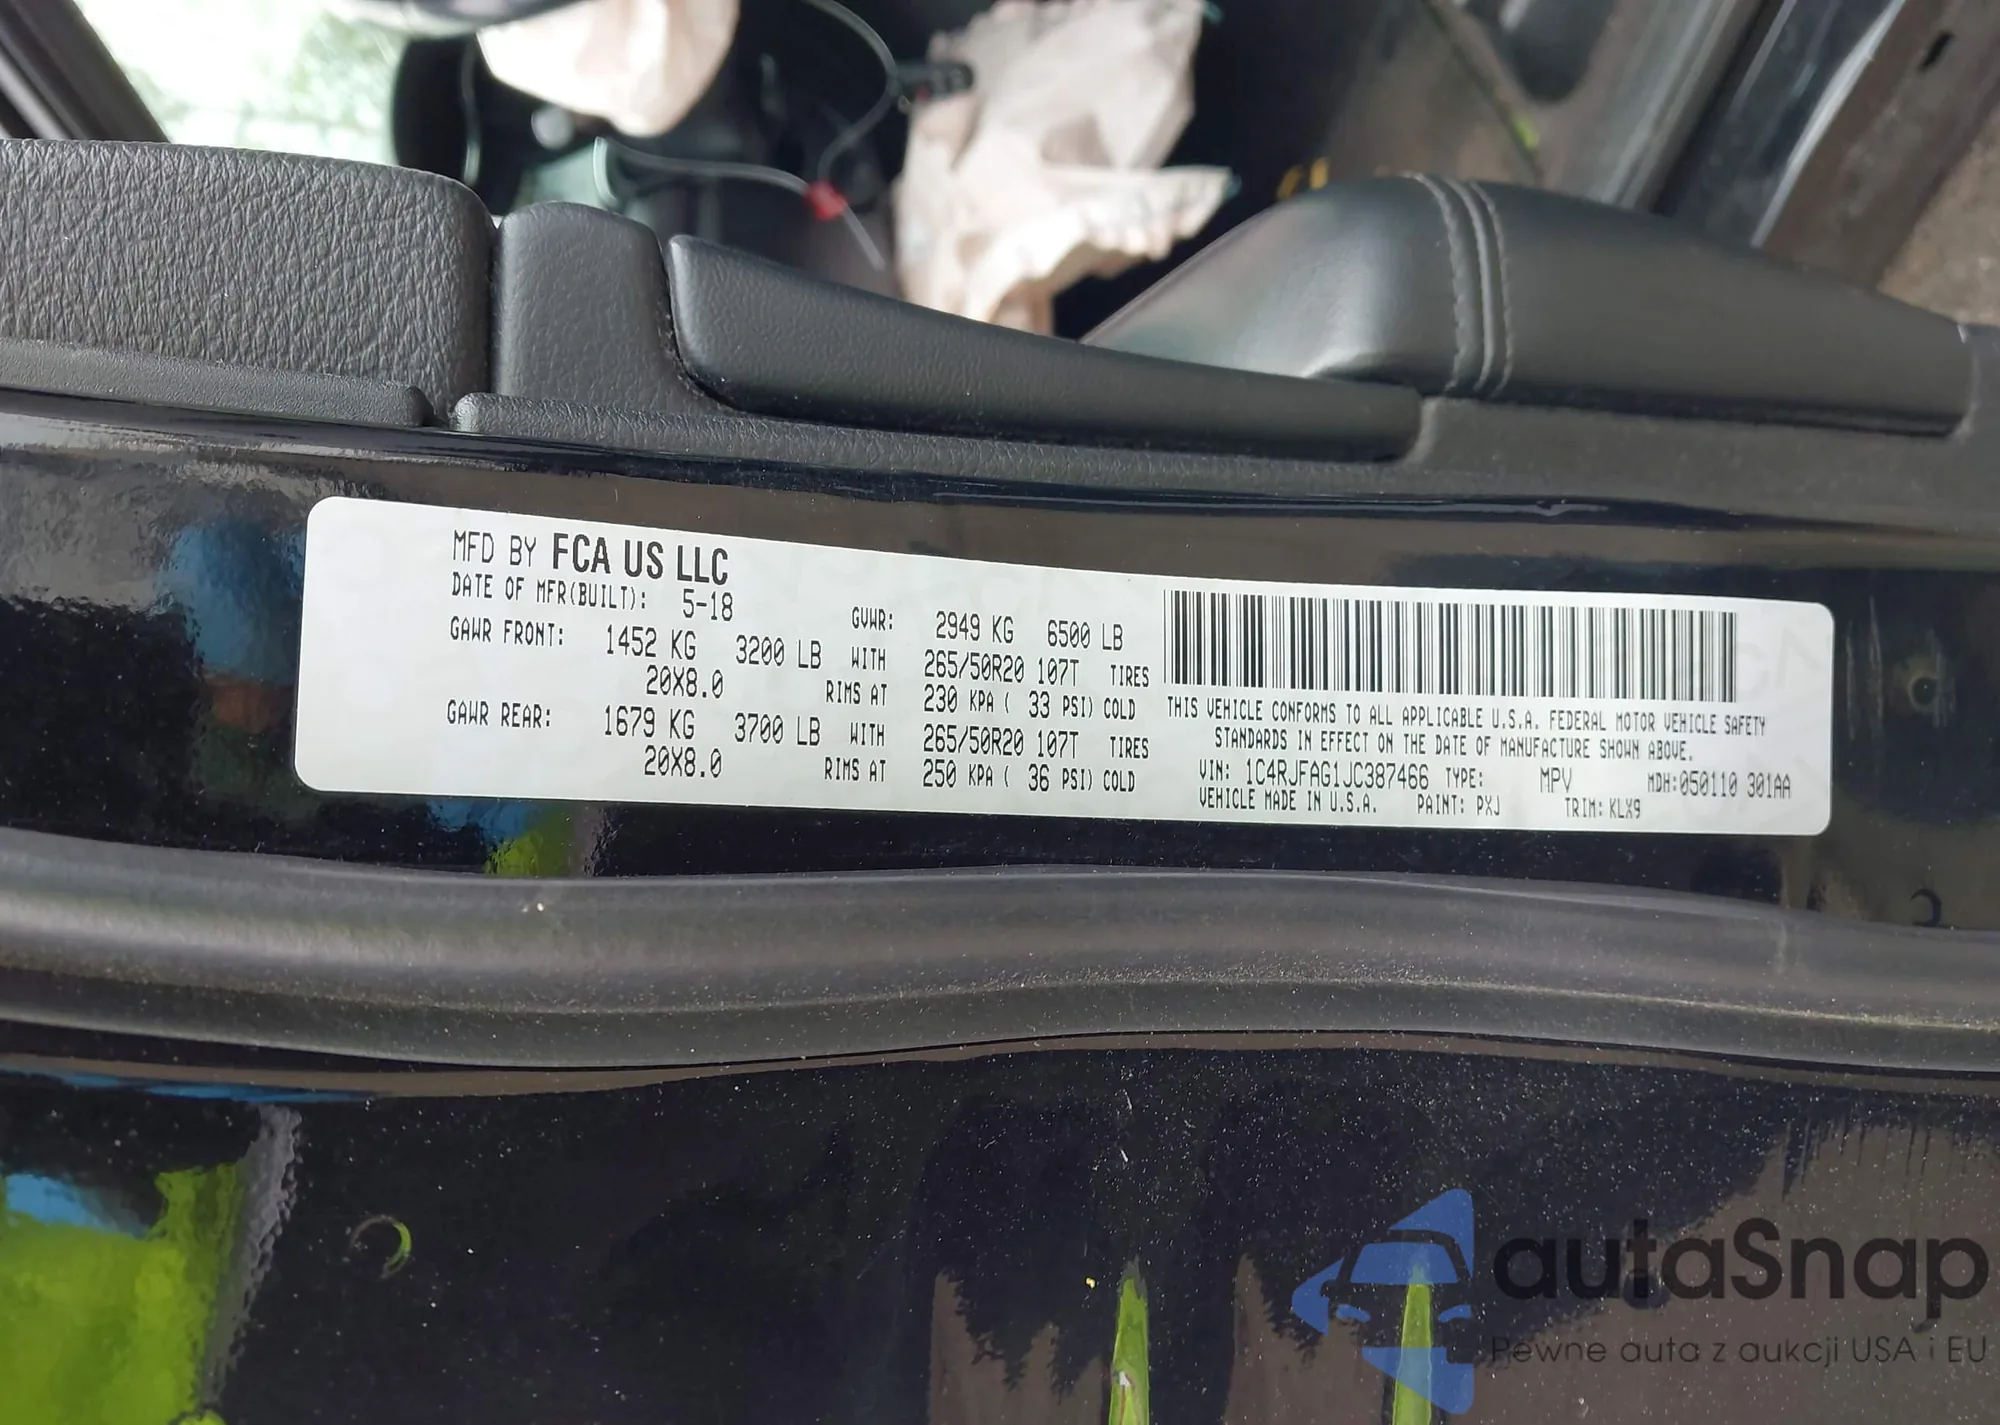 MFD BY FCA US LLC
DATE OF MFR(BUILT): 5-18
GVWR: 2949 KG 6500 LB
GAWR FRONT: 1452 KG 3200 LB WITH 265/50R20 107T TIRES
20X8.0 RIMS AT 230 KPA ( 33 PSI) COLD
GAWR REAR: 1679 KG 3700 LB WITH 265/50R20 107T TIRES
20X8.0 RIMS AT 250 KPA ( 36 PSI) COLD
THIS VEHICLE CONFORMS TO ALL APPLICABLE U.S.A. FEDERAL MOTOR VEHICLE SAFETY
STANDARDS IN EFFECT ON THE DATE OF MANUFACTURE SHOWN ABOVE.
VIN: 1C4RJFAG1JC387466 TYPE: MPV MDH:050110 301AA
VEHICLE MADE IN U.S.A. PAINT: PXJ TRIM: KLX9
autaSnap
Pewne auta z aukcji USA i EU